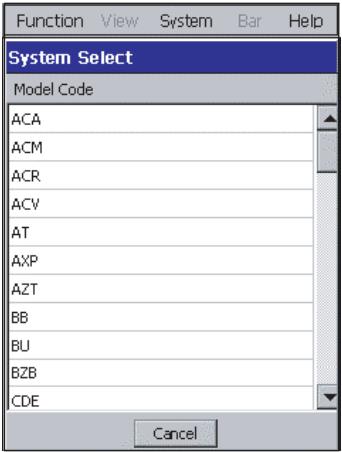 Function View System Bar Help
System Select
Model Code
ACA
ACM
ACR
ACV
AT
AXP
AZT
BB
BU
BZB
CDE
Cancel